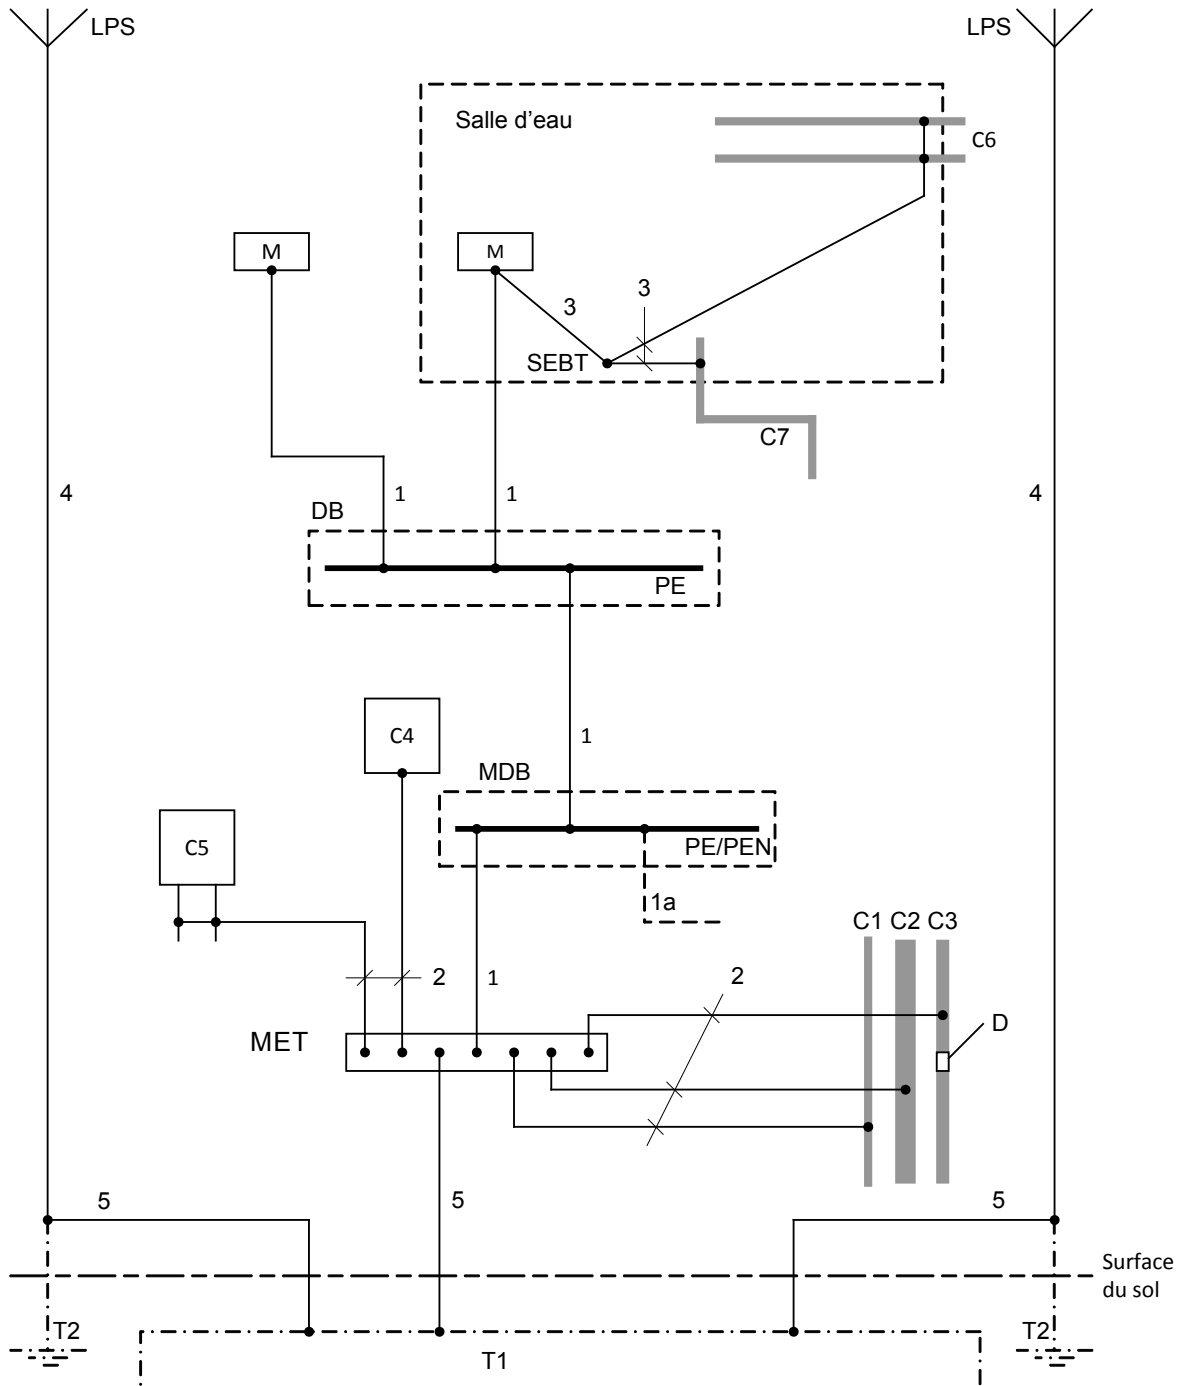 LPS
LPS
Salle d’eau
C6
M
M
3
3
SEBT
C7
4
1
1
4
DB
PE
C4
1
MDB
C5
PE/PEN
1a
C1 C2 C3
2
1
2
MET
D
5
5
5
Surface
du sol
T2
T1
T2